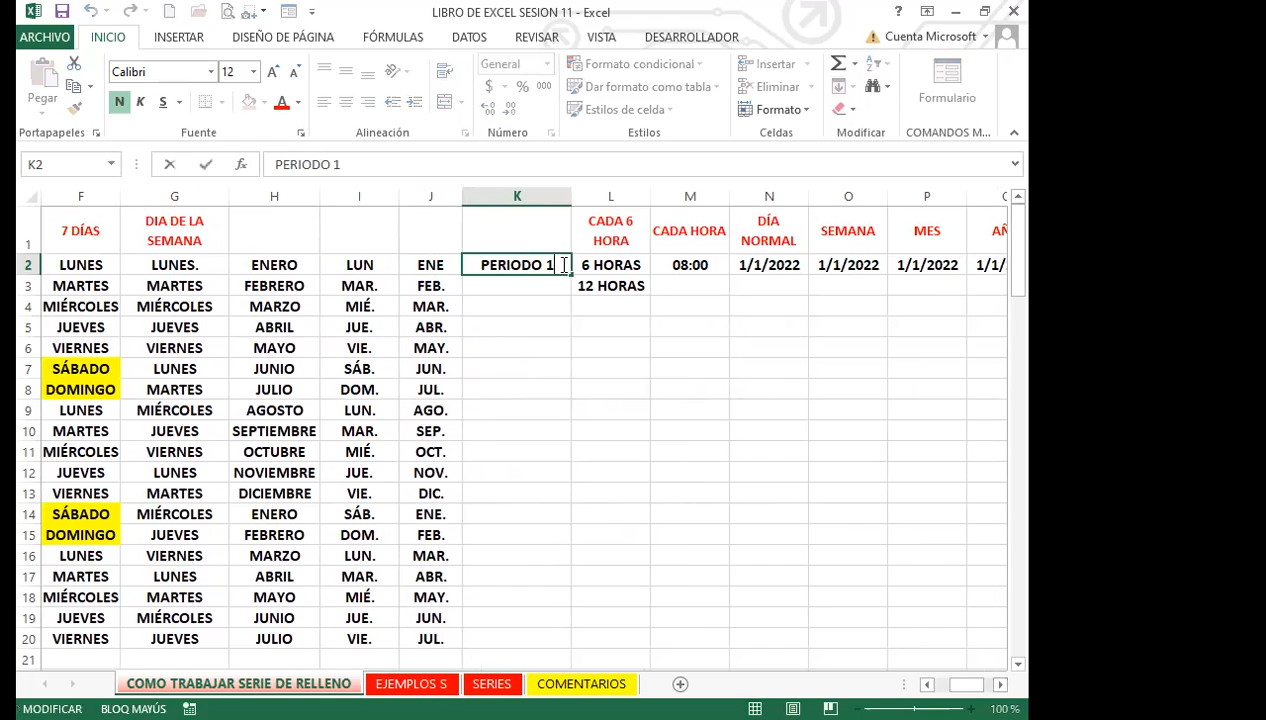 LIBRO DE EXCEL SESION 11 - Excel
ARCHIVO INICIO INSERTAR DISEÑO DE PÁGINA FÓRMULAS DATOS REVISAR VISTA DESARROLLADOR Cuenta Microsoft
Pegar Calibri 12 General Formato condicional Insertar Formulario
N K S $ % 000 Dar formato como tabla Eliminar
Estilos de celda Formato
Portapapeles Fuente Alineación Número Estilos Celdas Modificar COMANDOS M...
K2 PERIODO 1
F G H I J K L M N O P
1 7 DÍAS DIA DE LA SEMANA CADA 6 HORA CADA HORA DÍA NORMAL SEMANA MES AÑ
2 LUNES LUNES. ENERO LUN ENE PERIODO 1 6 HORAS 08:00 1/1/2022 1/1/2022 1/1/2022 1/1/
3 MARTES MARTES FEBRERO MAR. FEB. 12 HORAS
4 MIÉRCOLES MIÉRCOLES MARZO MIÉ. MAR.
5 JUEVES JUEVES ABRIL JUE. ABR.
6 VIERNES VIERNES MAYO VIE. MAY.
7 SÁBADO LUNES JUNIO SÁB. JUN.
8 DOMINGO MARTES JULIO DOM. JUL.
9 LUNES MIÉRCOLES AGOSTO LUN. AGO.
10 MARTES JUEVES SEPTIEMBRE MAR. SEP.
11 MIÉRCOLES VIERNES OCTUBRE MIÉ. OCT.
12 JUEVES LUNES NOVIEMBRE JUE. NOV.
13 VIERNES MARTES DICIEMBRE VIE. DIC.
14 SÁBADO MIÉRCOLES ENERO SÁB. ENE.
15 DOMINGO JUEVES FEBRERO DOM. FEB.
16 LUNES VIERNES MARZO LUN. MAR.
17 MARTES LUNES ABRIL MAR. ABR.
18 MIÉRCOLES MARTES MAYO MIÉ. MAY.
19 JUEVES MIÉRCOLES JUNIO JUE. JUN.
20 VIERNES JUEVES JULIO VIE. JUL.
21
COMO TRABAJAR SERIE DE RELLENO EJEMPLOS S SERIES COMENTARIOS
MODIFICAR BLOQ MAYÚS 100 %